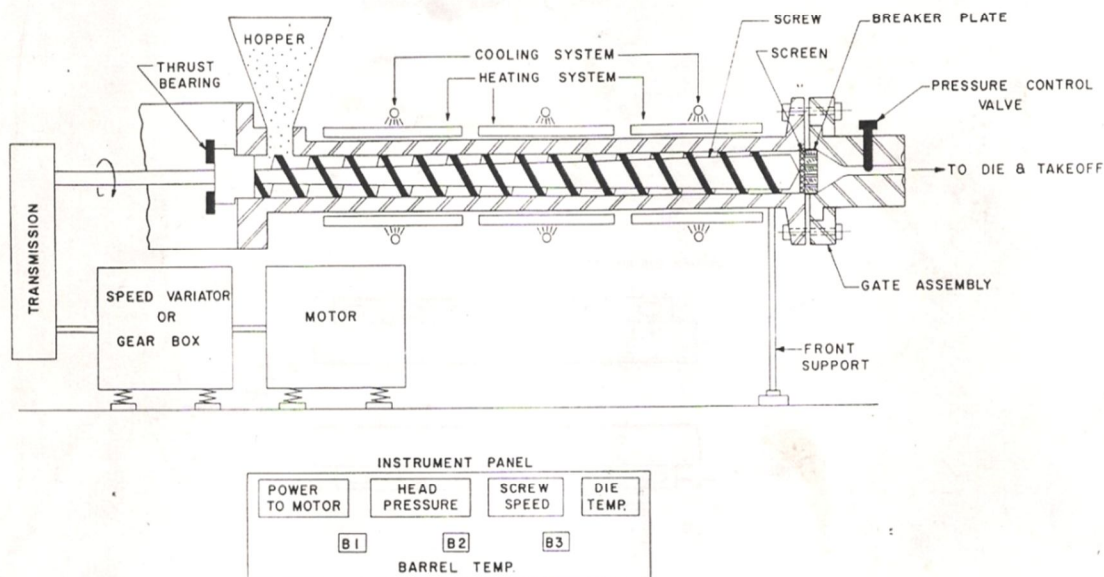 SCREW
BREAKER PLATE
HOPPER
COOLING SYSTEM
SCREEN
THRUST
BEARING
HEATING SYSTEM
PRESSURE CONTROL
VALVE
TO DIE & TAKEOFF
TRANSMISSION
SPEED VARIATOR
OR
GEAR BOX
MOTOR
GATE ASSEMBLY
FRONT
SUPPORT
INSTRUMENT PANEL
POWER
TO MOTOR
HEAD
PRESSURE
SCREW
SPEED
DIE
TEMP.
B1
B2
B3
BARREL TEMP.